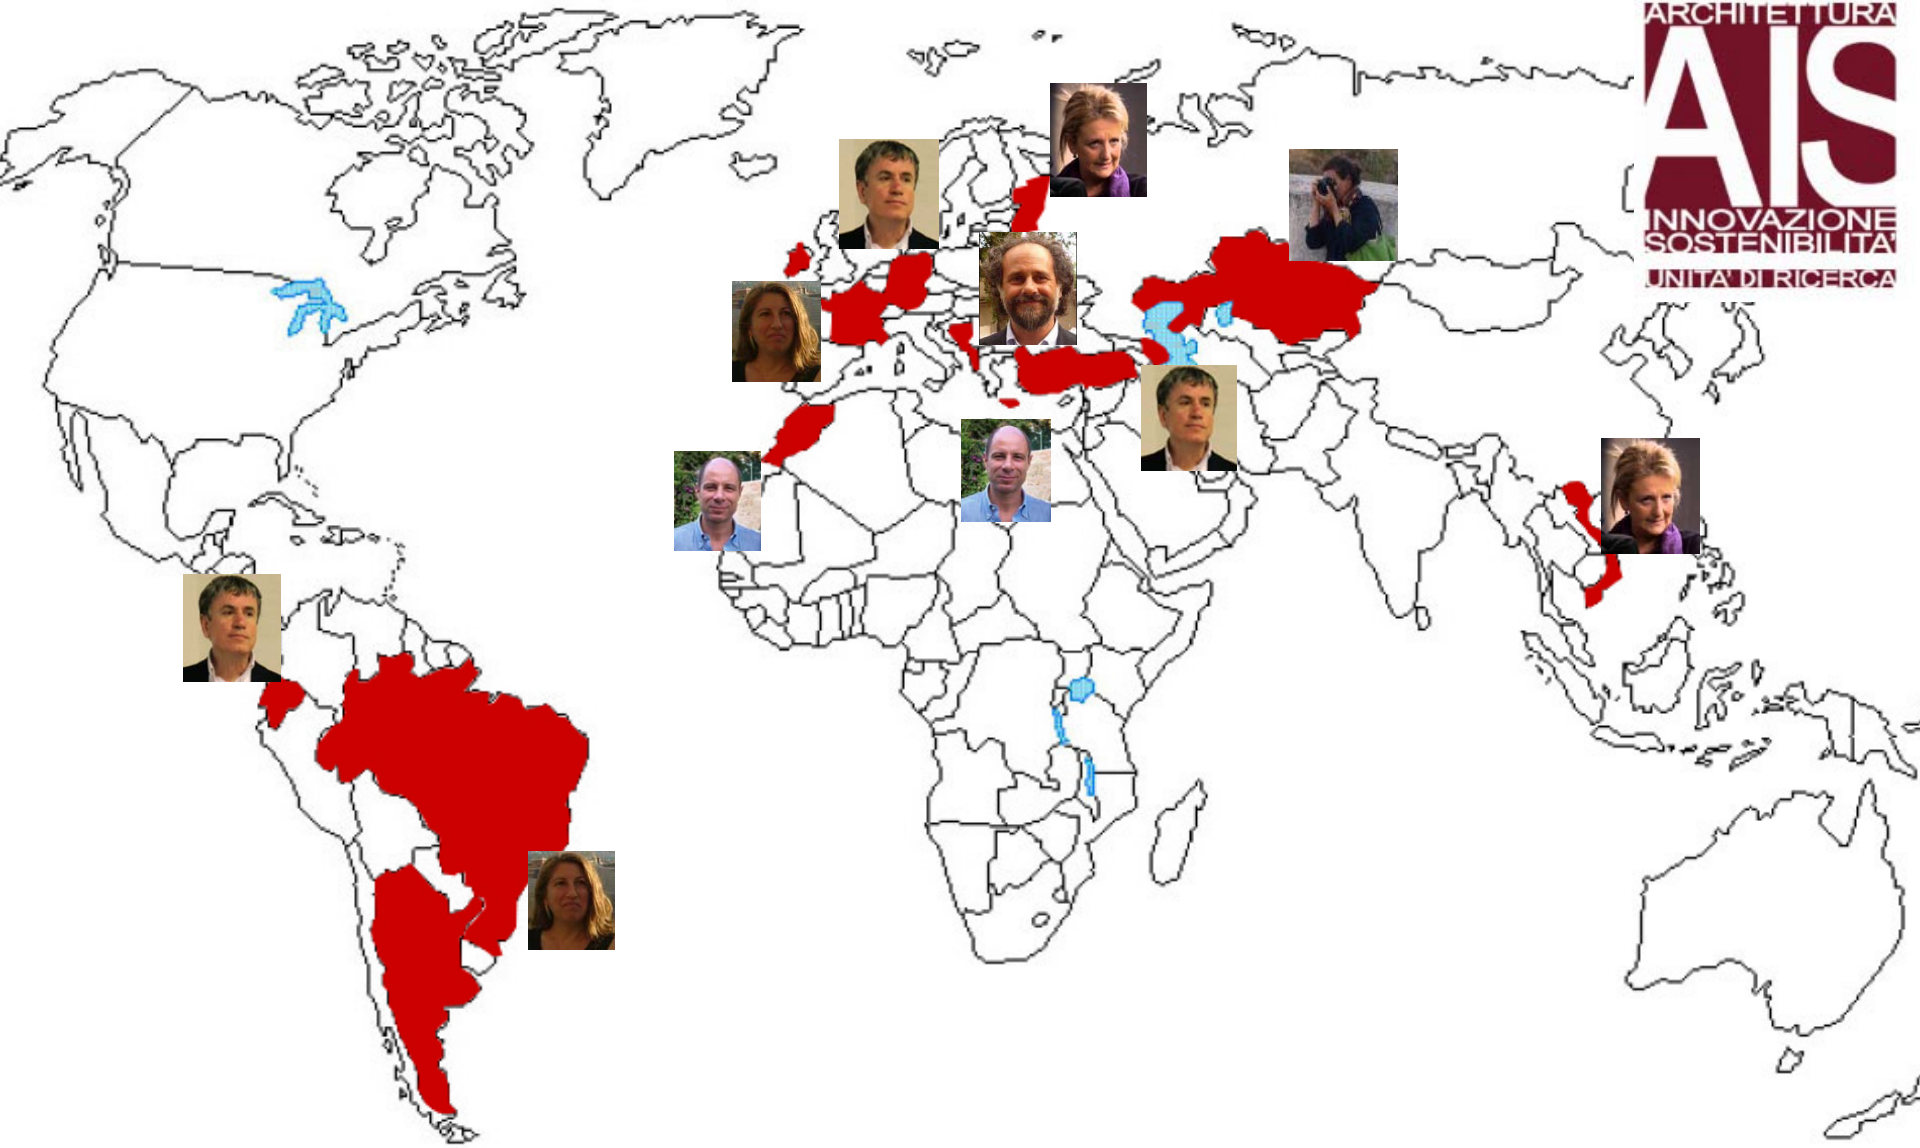 ARCHITETTURA
AIS
INNOVAZIONE
SOSTENIBILITA'
UNITA' DI RICERCA